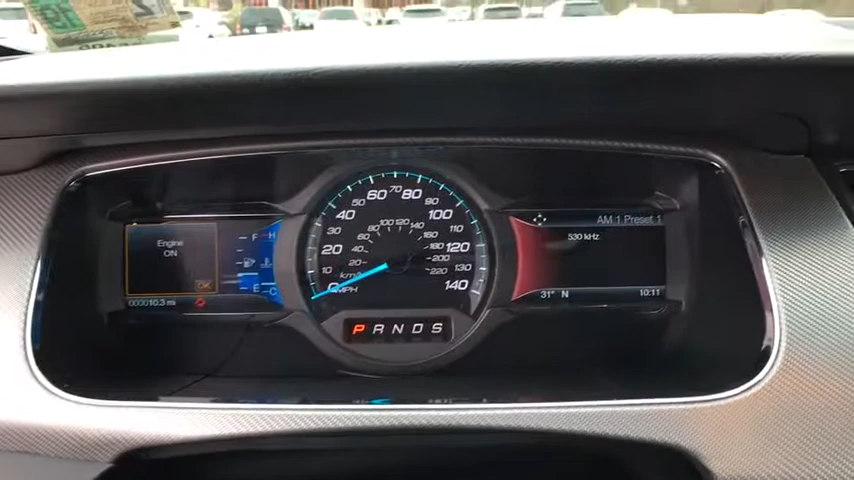 AM 1 Preset 1
530 kHz
31° N
10:11
Engine
ON
OK
000010.3 mi
F
H
E
C
0
10
20
30
40
50
60
70
80
90
100
110
120
130
140
20
40
60
80
100
120
140
160
180
200
220
km/h
MPH
P R N D S